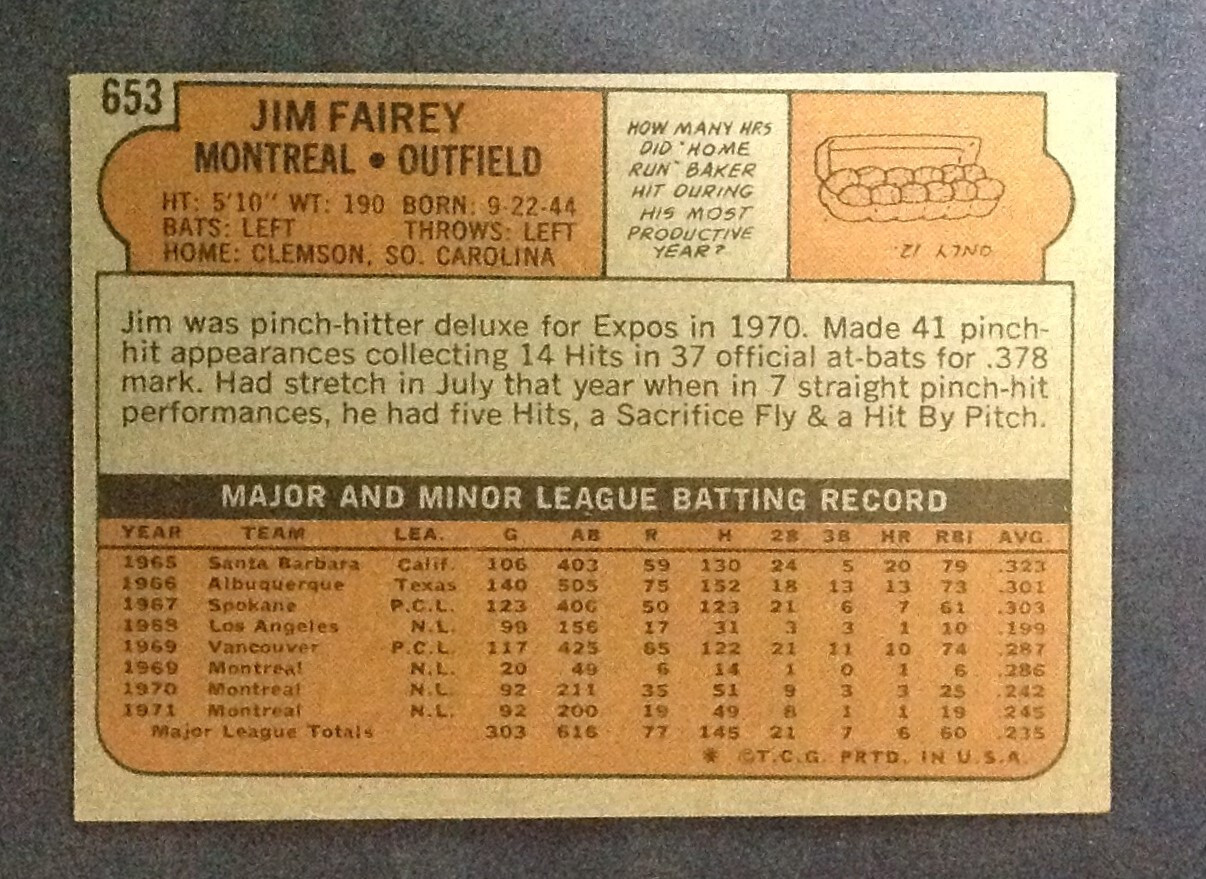 653
JIM FAIREY
MONTREAL • OUTFIELD
HT: 5'10" WT: 190 BORN: 9-22-44
BATS: LEFT THROWS: LEFT
HOME: CLEMSON, SO. CAROLINA
HOW MANY HRS
DID "HOME
RUN" BAKER
HIT DURING
HIS MOST
PRODUCTIVE
YEAR?
ONLY 12.
Jim was pinch-hitter deluxe for Expos in 1970. Made 41 pinch-
hit appearances collecting 14 Hits in 37 official at-bats for .378
mark. Had stretch in July that year when in 7 straight pinch-hit
performances, he had five Hits, a Sacrifice Fly & a Hit By Pitch.
MAJOR AND MINOR LEAGUE BATTING RECORD
YEAR TEAM LEA. G AB R H 2B 3B HR RBI AVG.
1965 Santa Barbara Calif. 106 403 59 130 24 5 20 79 .323
1966 Albuquerque Texas 140 505 75 152 18 13 13 73 .301
1967 Spokane P.C.L. 123 406 50 123 21 6 7 61 .303
1968 Los Angeles N.L. 99 156 17 31 3 3 1 10 .199
1969 Vancouver P.C.L. 117 425 65 122 21 11 10 74 .287
1969 Montreal N.L. 20 49 6 14 1 0 1 6 .286
1970 Montreal N.L. 92 211 35 51 9 3 3 25 .242
1971 Montreal N.L. 92 200 19 49 8 1 1 19 .245
Major League Totals 303 616 77 145 21 7 6 60 .235
* ©T.C.G. PRTD. IN U.S.A.